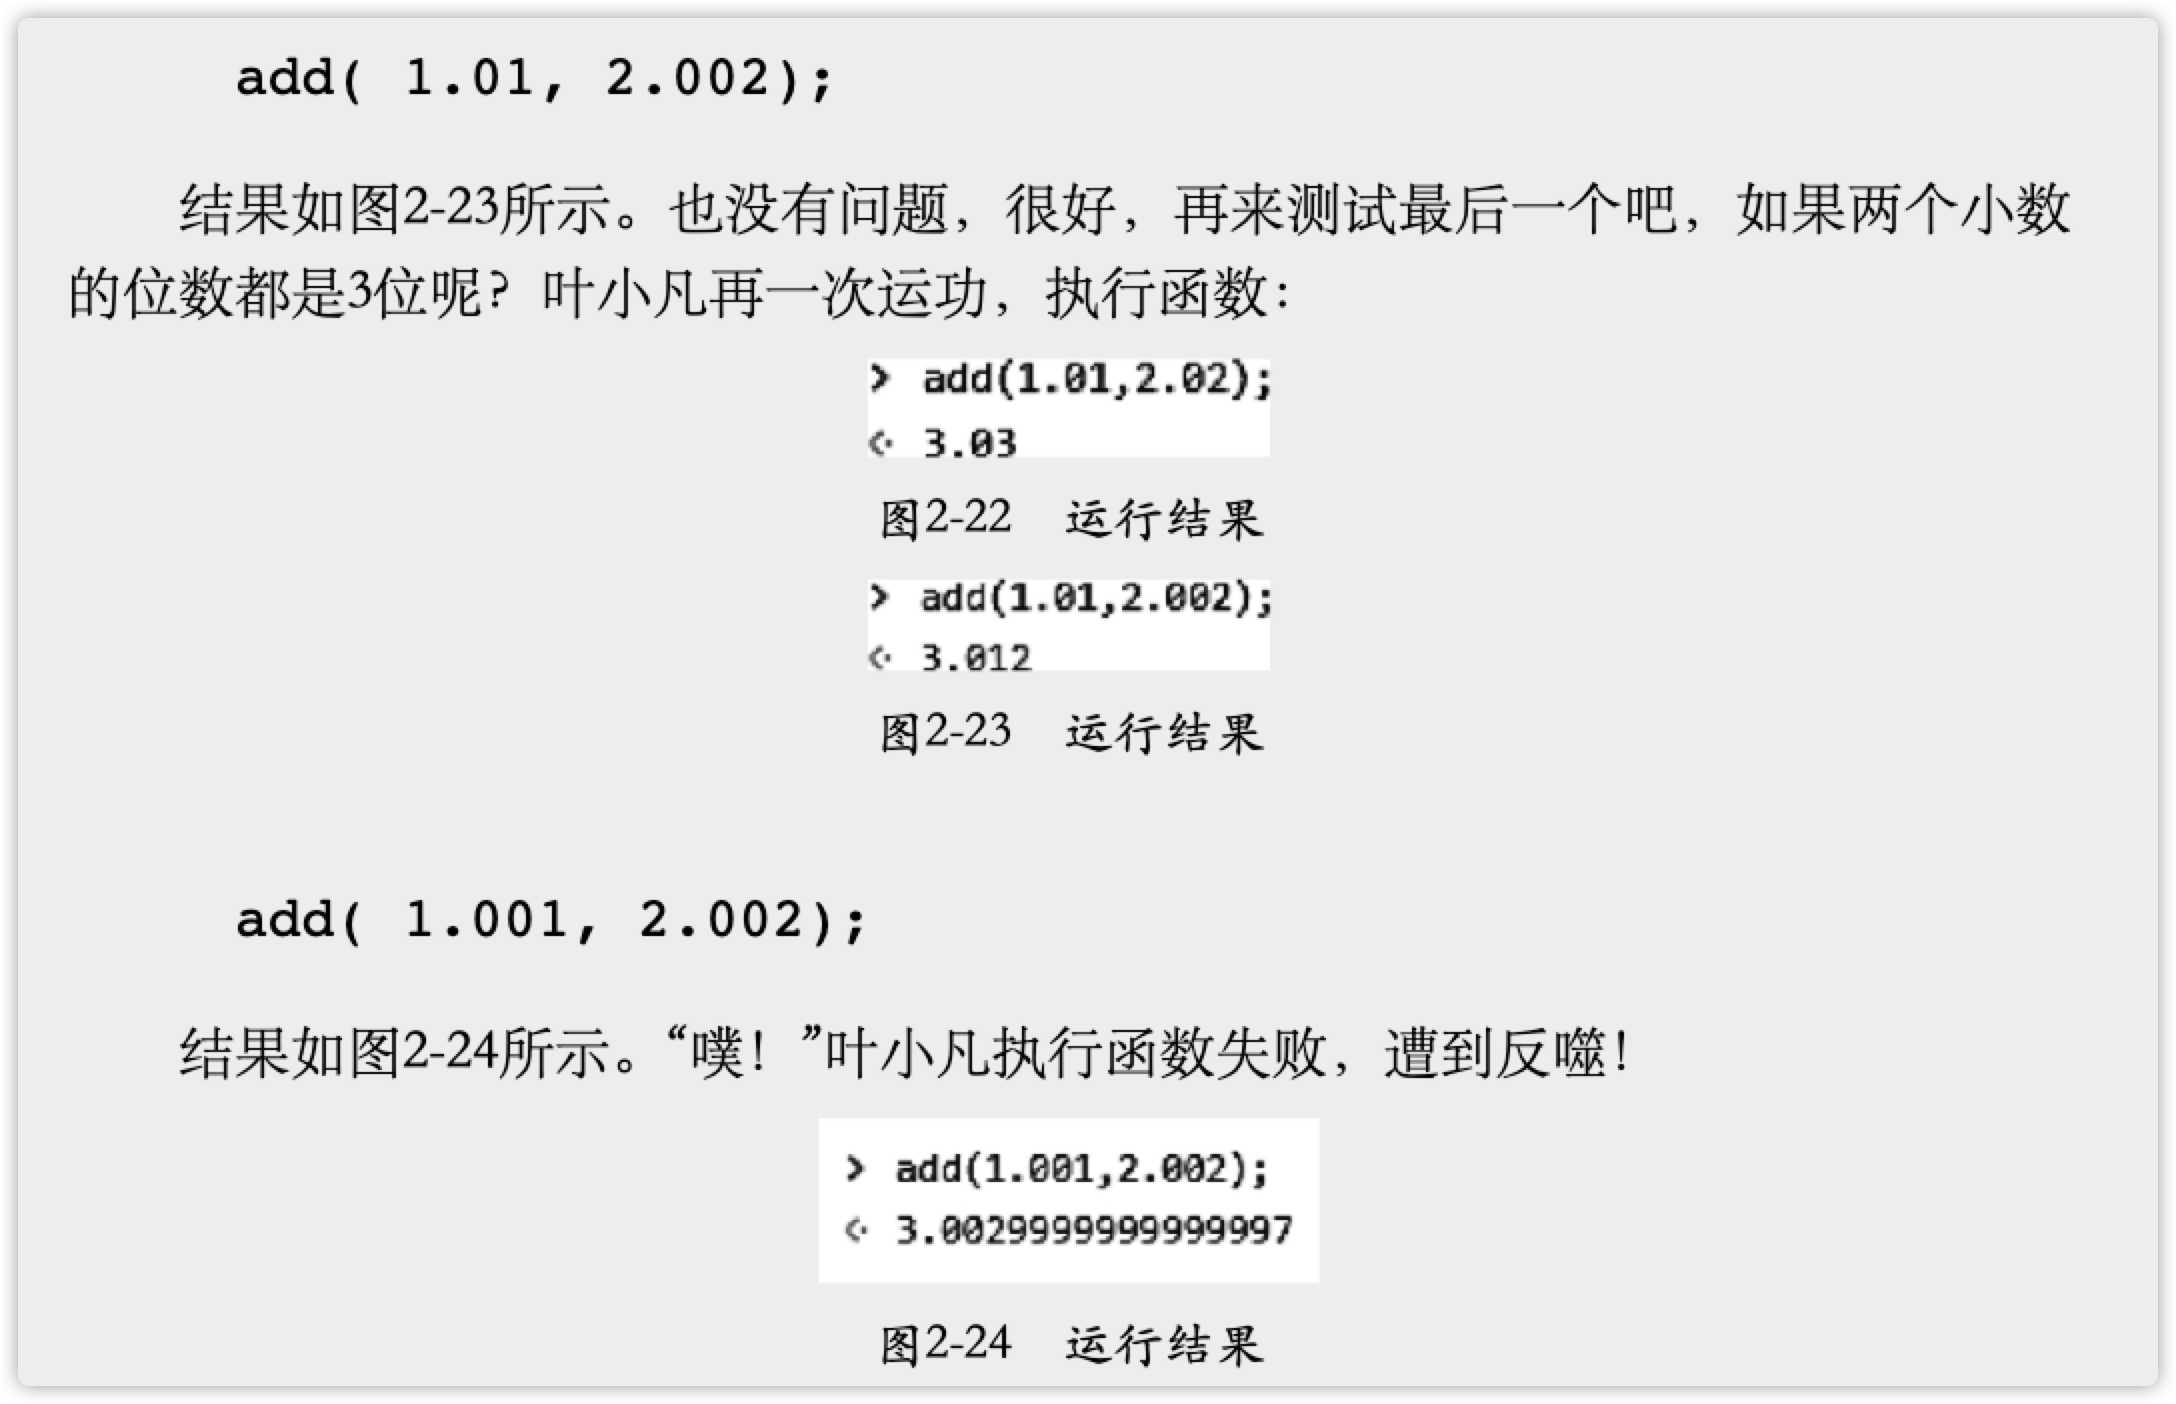 add( 1.01, 2.002);
结果如图2-23所示。也没有问题，很好，再来测试最后一个吧，如果两个小数
的位数都是3位呢？叶小凡再一次运功，执行函数：
> add(1.01,2.02);
<· 3.03
图2-22 运行结果
> add(1.01,2.002);
<· 3.012
图2-23 运行结果
add( 1.001, 2.002);
结果如图2-24所示。“噗！”叶小凡执行函数失败，遭到反噬！
> add(1.001,2.002);
<· 3.0029999999999997
图2-24 运行结果